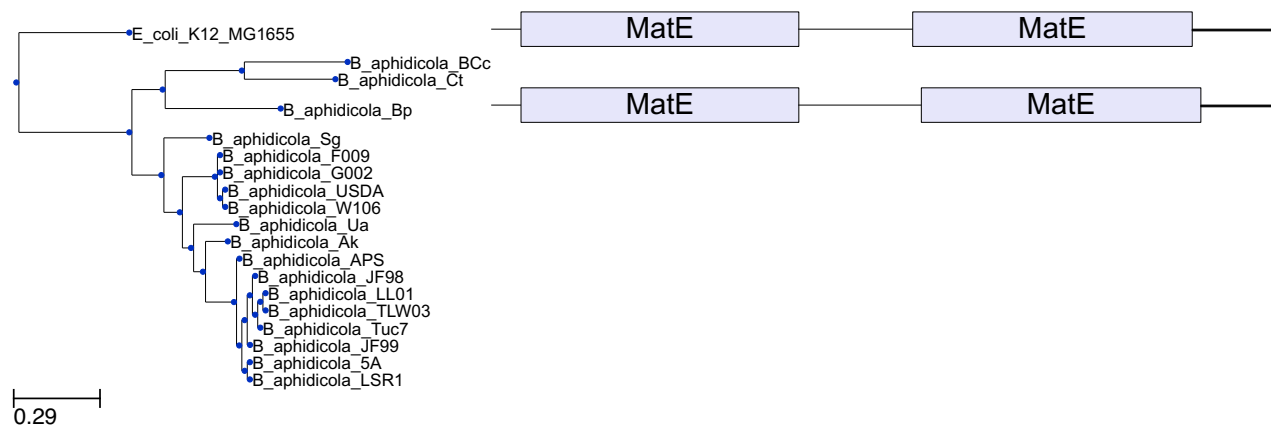 E_coli_K12_MG1655
MatE
MatE
B_aphidicola_BCc
B_aphidicola_Ct
B_aphidicola_Bp
MatE
MatE
B_aphidicola_Sg
B_aphidicola_F009
B_aphidicola_G002
B_aphidicola_USDA
B_aphidicola_W106
B_aphidicola_Ua
B_aphidicola_Ak
B_aphidicola_APS
B_aphidicola_JF98
B_aphidicola_LL01
B_aphidicola_TLW03
B_aphidicola_Tuc7
B_aphidicola_JF99
B_aphidicola_5A
B_aphidicola_LSR1
0.29